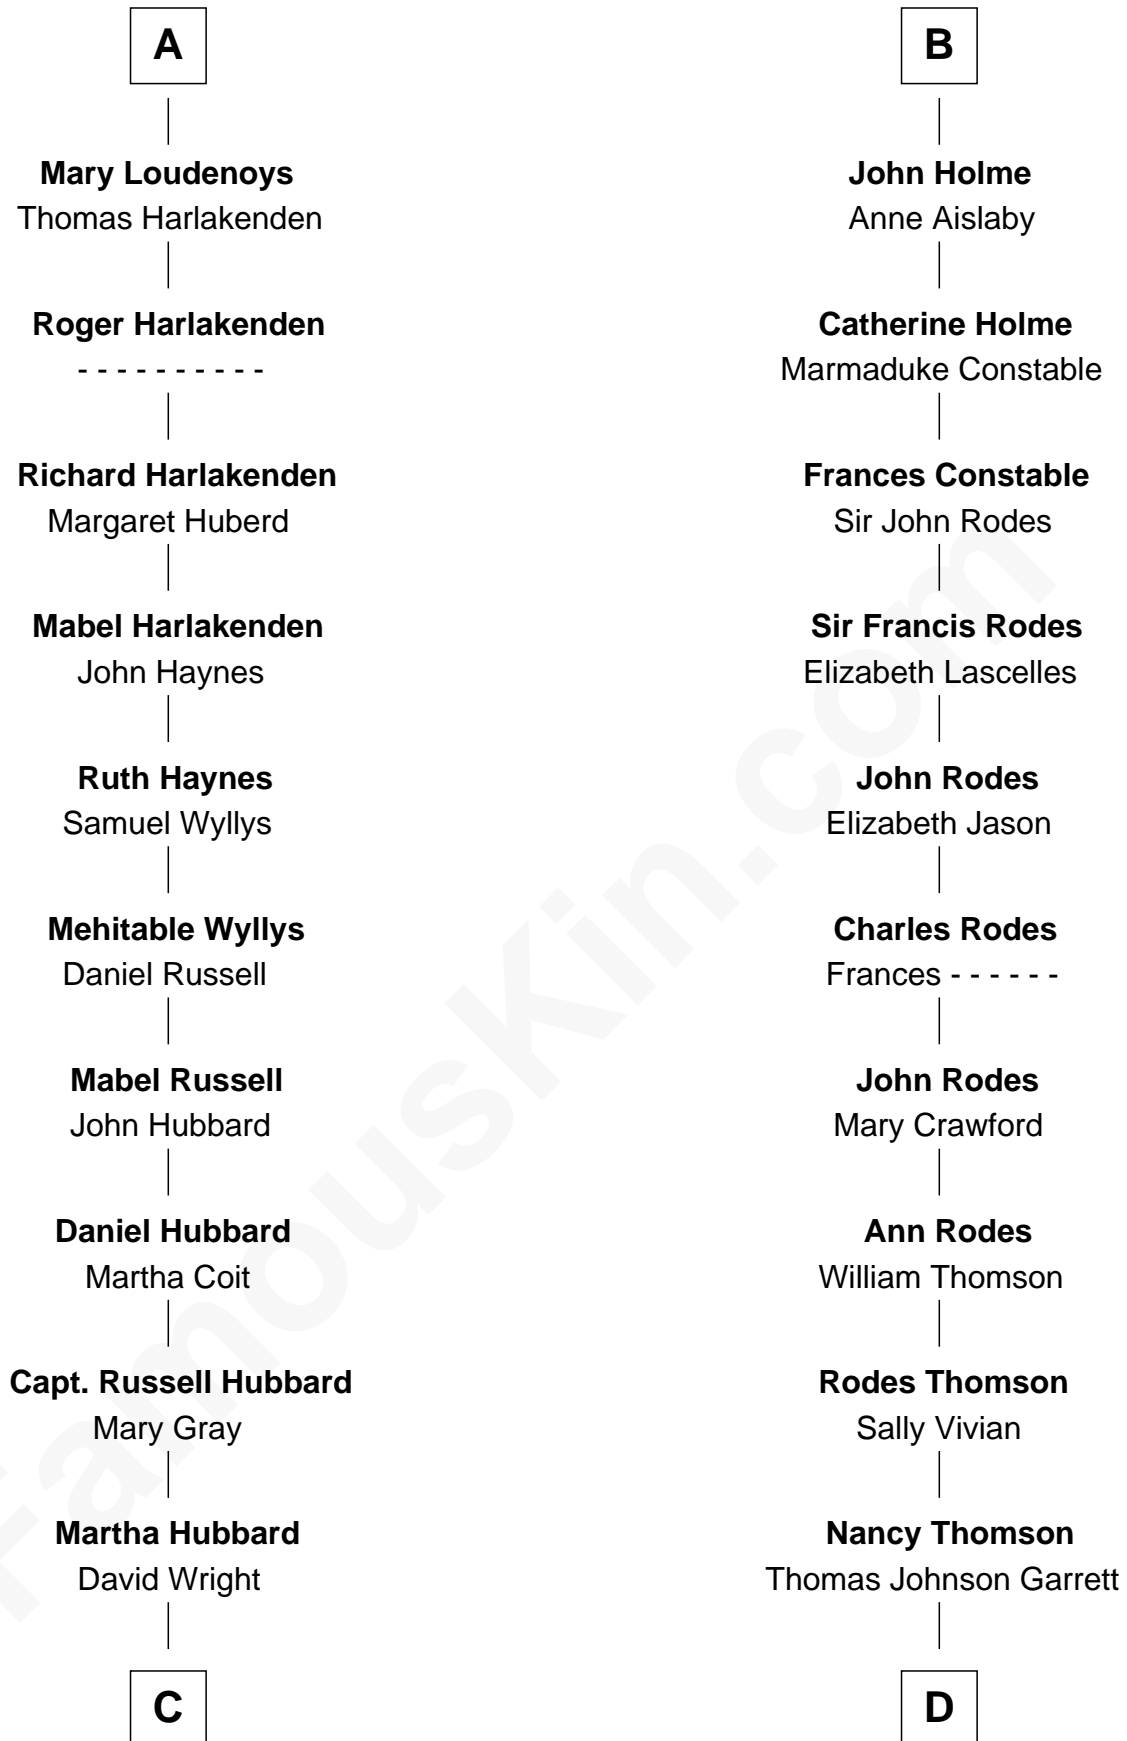 A
Mary Loudenoys
Thomas Harlakenden
Roger Harlakenden
- - - - - - - - - -
Richard Harlakenden
Margaret Huberd
Mabel Harlakenden
John Haynes
Ruth Haynes
Samuel Wyllys
Mehitable Wyllys
Daniel Russell
Mabel Russell
John Hubbard
Daniel Hubbard
Martha Coit
Capt. Russell Hubbard
Mary Gray
Martha Hubbard
David Wright
C
B
John Holme
Anne Aislaby
Catherine Holme
Marmaduke Constable
Frances Constable
Sir John Rodes
Sir Francis Rodes
Elizabeth Lascelles
John Rodes
Elizabeth Jason
Charles Rodes
Frances - - - - - -
John Rodes
Mary Crawford
Ann Rodes
William Thomson
Rodes Thomson
Sally Vivian
Nancy Thomson
Thomas Johnson Garrett
D
FamousKin.com